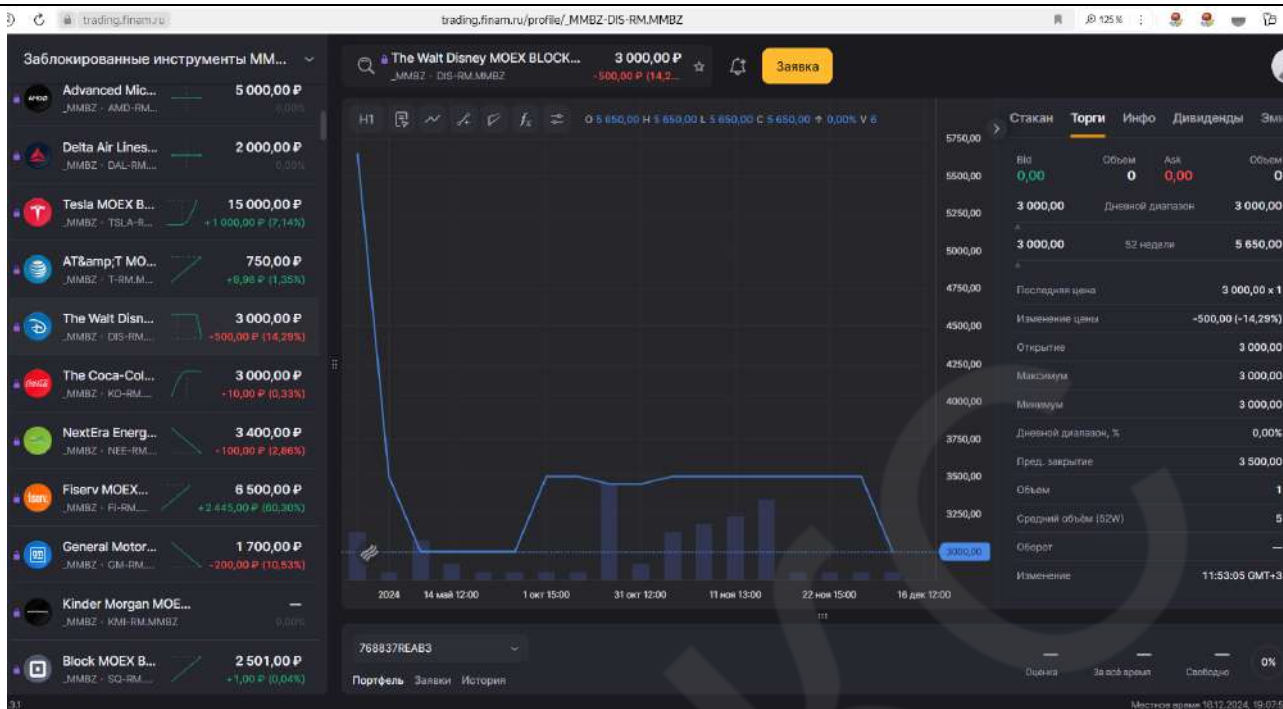 trading.finam.ru
trading.finam.ru/profile/_MMBZ-DIS-RM.MMBZ
125 %
Заблокированные инструменты ММ...
Advanced Mic...
5 000,00 ₽
_MMBZ · AMD-RM...
0,00%
Delta Air Lines...
2 000,00 ₽
_MMBZ · DAL-RM....
0,00%
Tesla MOEX B...
15 000,00 ₽
_MMBZ · TSLA-R...
+1 000,00 ₽ (7,14%)
AT&amp;T MO...
750,00 ₽
_MMBZ · T-RM.M...
+9,98 ₽ (1,35%)
The Walt Disn...
3 000,00 ₽
_MMBZ · DIS-RM....
-500,00 ₽ (14,29%)
The Coca-Col...
3 000,00 ₽
_MMBZ · KO-RM....
-10,00 ₽ (0,33%)
NextEra Energ...
3 400,00 ₽
_MMBZ · NEE-RM....
-100,00 ₽ (2,86%)
Fiserv MOEX...
6 500,00 ₽
_MMBZ · FI-RM....
+2 445,00 ₽ (60,30%)
General Motor...
1 700,00 ₽
_MMBZ · GM-RM....
-200,00 ₽ (10,53%)
Kinder Morgan MOE...
—
_MMBZ · KMI-RM.MMBZ
0,00%
Block MOEX B...
2 501,00 ₽
_MMBZ · SQ-RM....
+1,00 ₽ (0,04%)
The Walt Disney MOEX BLOCK...
3 000,00 ₽
_MMBZ · DIS-RM.MMBZ
-500,00 ₽ (14,2...
Заявка
H1
O 5 650,00 H 5 650,00 L 5 650,00 C 5 650,00 0,00% V 6
5750,00
5500,00
5250,00
5000,00
4750,00
4500,00
4250,00
4000,00
3750,00
3500,00
3250,00
3000,00
2024
14 май 12:00
1 окт 15:00
31 окт 12:00
11 ноя 13:00
22 ноя 15:00
16 дек 12:00
768837REAB3
Портфель Заявки История
Стакан Торги Инфо Дивиденды
Bid Объем Ask Объем
0,00 0 0,00 0
3 000,00 Дневной диапазон 3 000,00
3 000,00 52 недели 5 650,00
Последняя цена 3 000,00 x 1
Изменение цены -500,00 (-14,29%)
Открытие 3 000,00
Максимум 3 000,00
Минимум 3 000,00
Дневной диапазон, % 0,00%
Пред. закрытие 3 500,00
Объем 1
Средний объём (52W) 5
Оборот —
Изменение 11:53:05 GMT+3
— — —
Оценка За всё время Свободно
0%
Местное время 16.12.2024, 19:07:5